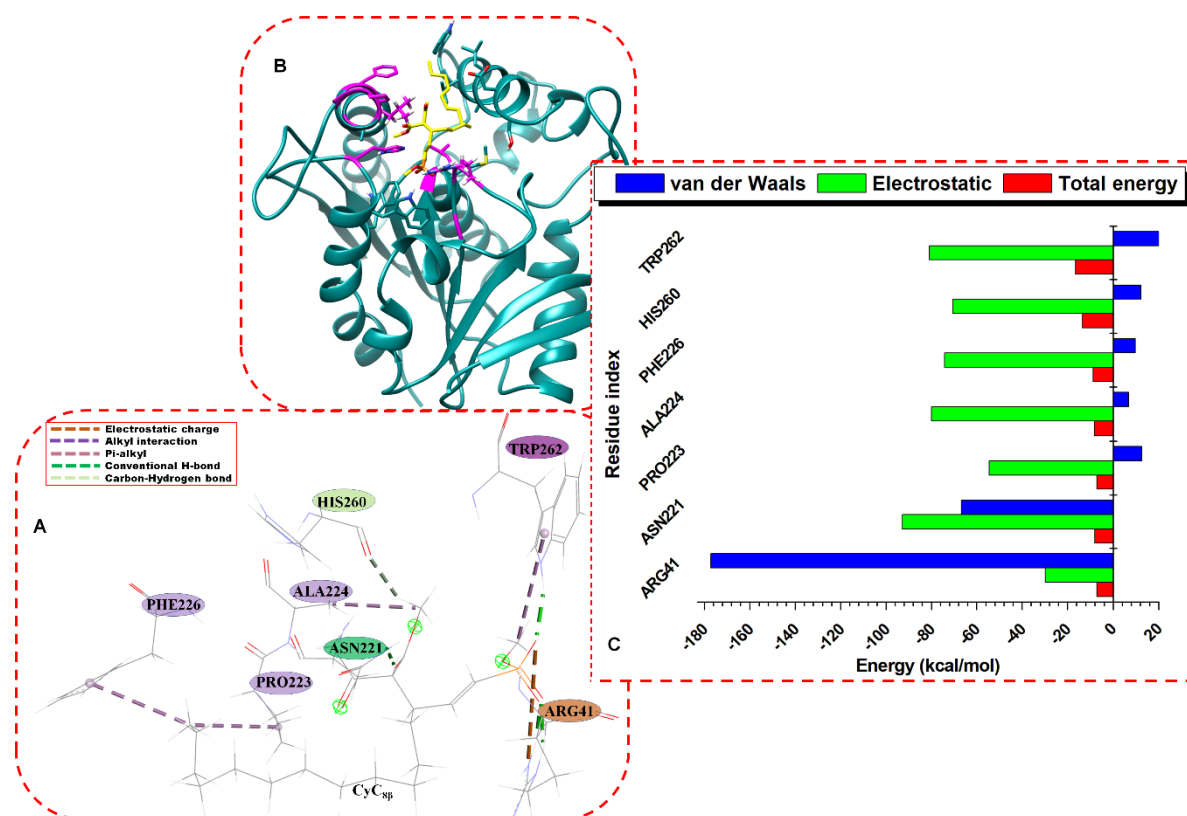 B
van der Waals Electrostatic Total energy
TRP262
HIS260
PHE226
ALA224
PRO223
ASN221
ARG41
Residue index
-180 -160 -140 -120 -100 -80 -60 -40 -20 0 20
Energy (kcal/mol)
C
Electrostatic charge
Alkyl interaction
Pi-alkyl
Conventional H-bond
Carbon-Hydrogen bond
A
TRP262
HIS260
ALA224
PHE226
ASN221
PRO223
ARG41
CyC8β